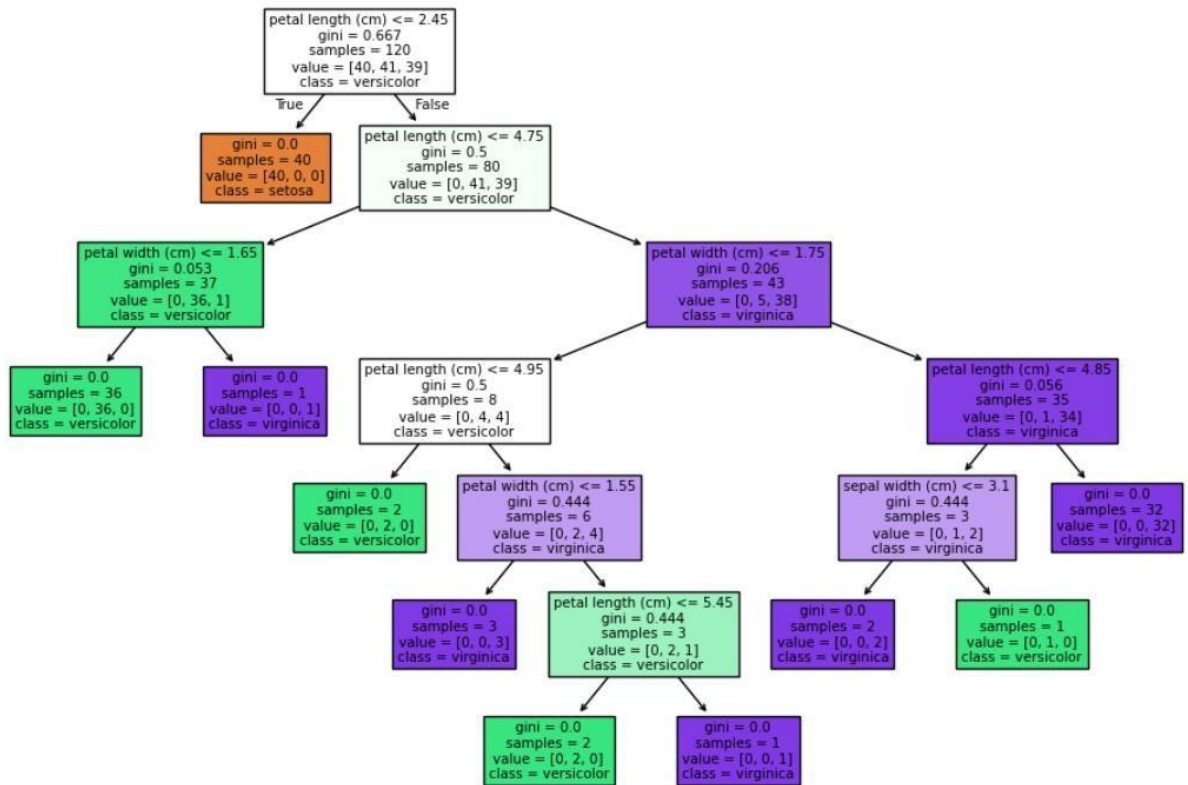 petal length (cm) <= 2.45
gini = 0.667
samples = 120
value = [40, 41, 39]
class = versicolor
True
False
gini = 0.0
samples = 40
value = [40, 0, 0]
class = setosa
petal length (cm) <= 4.75
gini = 0.5
samples = 80
value = [0, 41, 39]
class = versicolor
petal width (cm) <= 1.65
gini = 0.053
samples = 37
value = [0, 36, 1]
class = versicolor
petal width (cm) <= 1.75
gini = 0.206
samples = 43
value = [0, 5, 38]
class = virginica
gini = 0.0
samples = 36
value = [0, 36, 0]
class = versicolor
gini = 0.0
samples = 1
value = [0, 0, 1]
class = virginica
petal length (cm) <= 4.95
gini = 0.5
samples = 8
value = [0, 4, 4]
class = versicolor
petal length (cm) <= 4.85
gini = 0.056
samples = 35
value = [0, 1, 34]
class = virginica
gini = 0.0
samples = 2
value = [0, 2, 0]
class = versicolor
petal width (cm) <= 1.55
gini = 0.444
samples = 6
value = [0, 2, 4]
class = virginica
sepal width (cm) <= 3.1
gini = 0.444
samples = 3
value = [0, 1, 2]
class = virginica
gini = 0.0
samples = 32
value = [0, 0, 32]
class = virginica
gini = 0.0
samples = 3
value = [0, 0, 3]
class = virginica
petal length (cm) <= 5.45
gini = 0.444
samples = 3
value = [0, 2, 1]
class = versicolor
gini = 0.0
samples = 2
value = [0, 0, 2]
class = virginica
gini = 0.0
samples = 1
value = [0, 1, 0]
class = versicolor
gini = 0.0
samples = 2
value = [0, 2, 0]
class = versicolor
gini = 0.0
samples = 1
value = [0, 0, 1]
class = virginica